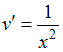 v' = 1/x²